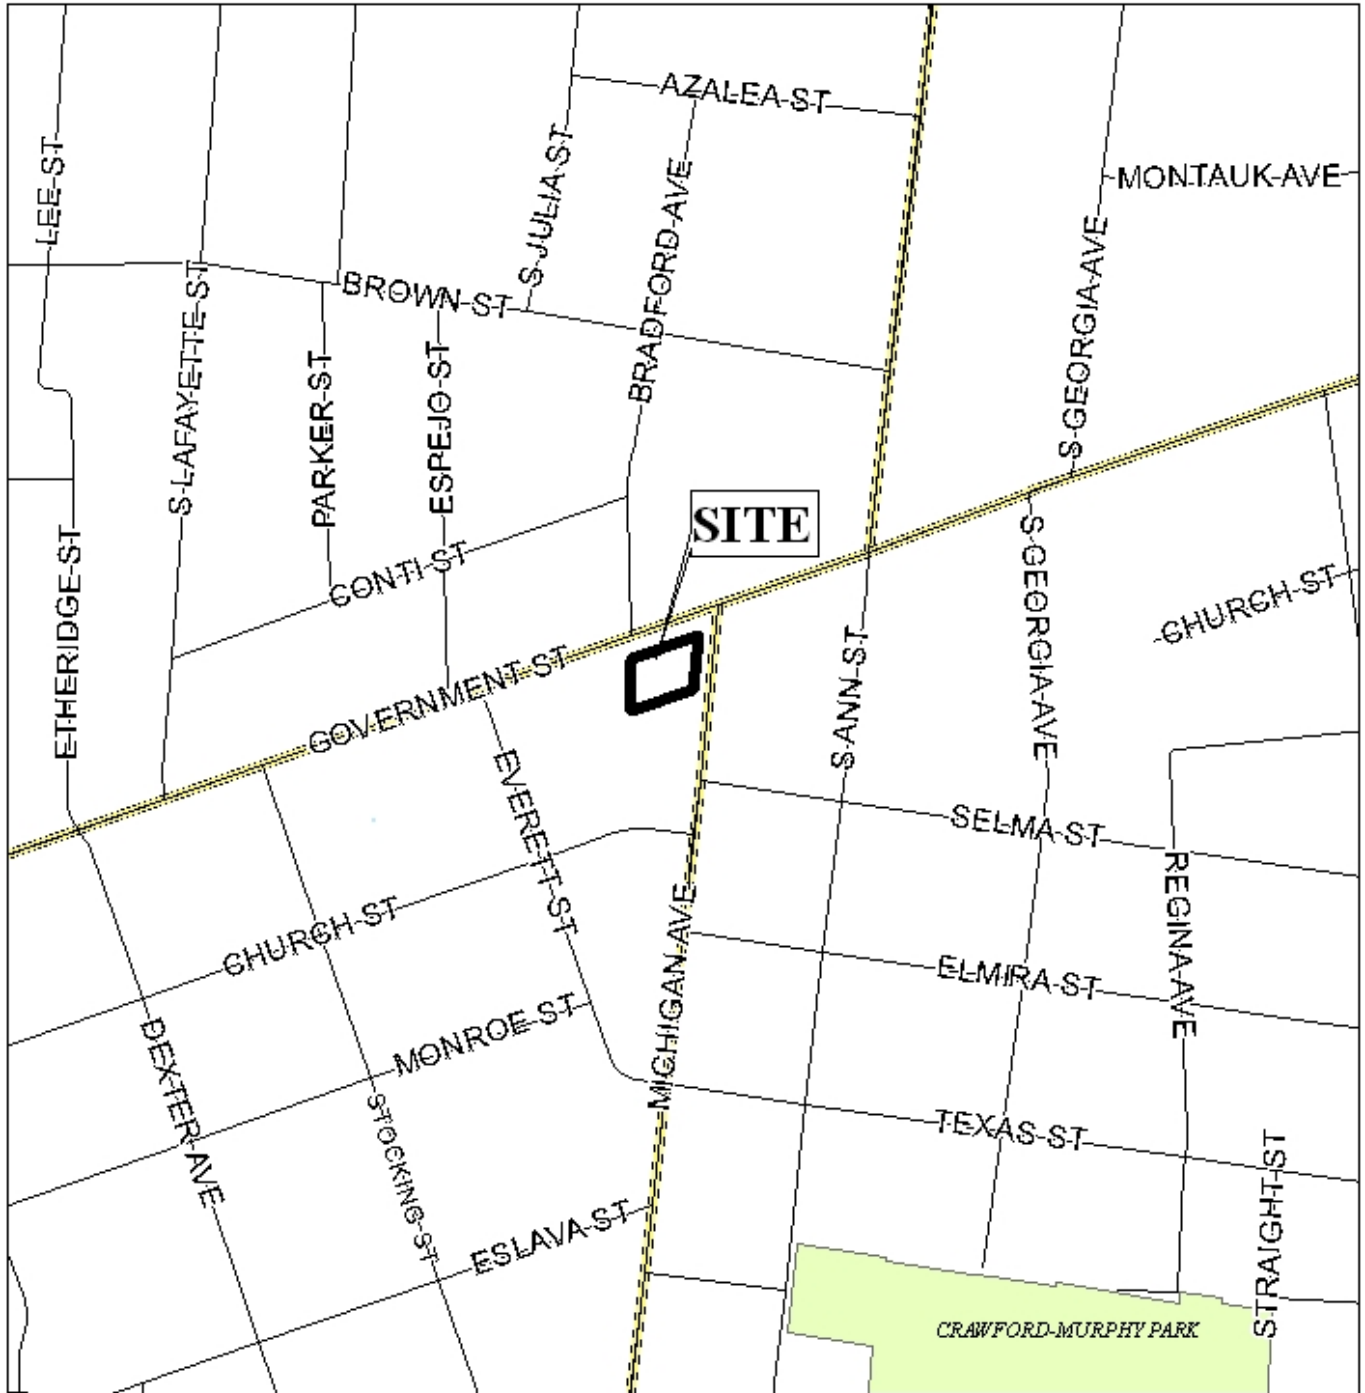 AZALEA ST
LEE ST
S JULIA ST
BRADFORD AVE
MONTAUK AVE
S GEORGIA AVE
S LAFAYETTE ST
BROWN ST
PARKER ST
ESPEJO ST
SITE
CONTI ST
ETHERIDGE ST
S GEORGIA AVE
CHURCH ST
GOVERNMENT ST
S ANN ST
EVERETT ST
SELMA ST
REGINA AVE
CHURCH ST
MICHIGAN AVE
ELMIRA ST
DEXTER AVE
MONROE ST
STOCKING ST
TEXAS ST
STRAIGHT ST
ESLAVA ST
CRAWFORD-MURPHY PARK